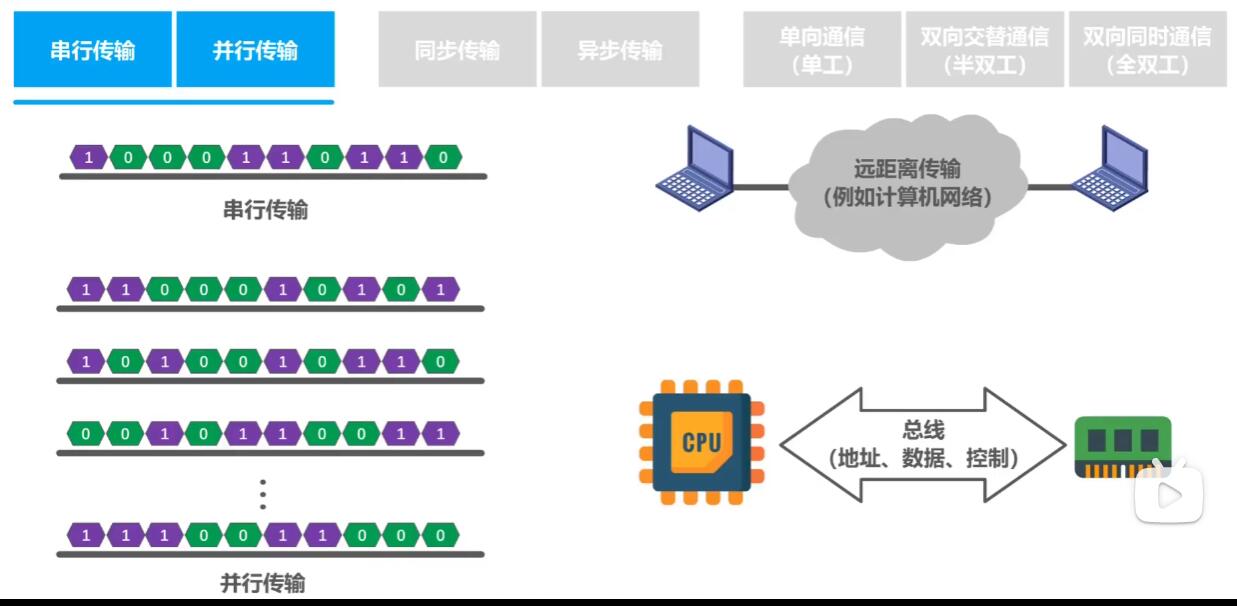 串行传输
并行传输
同步传输
异步传输
单向通信
（单工）
双向交替通信
（半双工）
双向同时通信
（全双工）
1 0 0 0 1 1 0 1 1 0
串行传输
远距离传输
（例如计算机网络）
1 1 0 0 0 1 0 1 0 1
1 0 1 0 0 1 0 1 1 0
0 0 1 0 1 1 0 0 1 1
1 1 1 0 0 1 1 0 0 0
并行传输
CPU
总线
（地址、数据、控制）